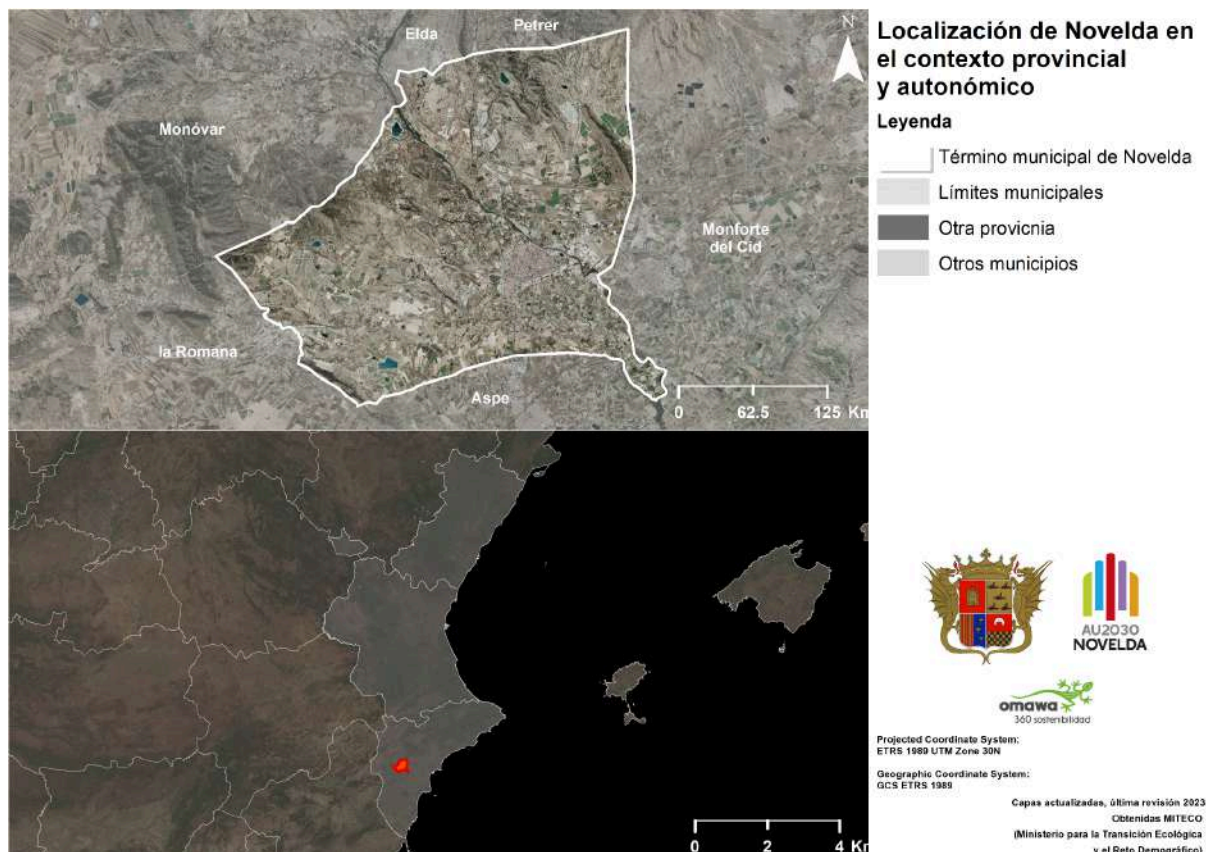 Elda
Petrer
N
Monóvar
Monforte
del Cid
la Romana
Aspe
0 62.5 125 Km
Localización de Novelda en
el contexto provincial
y autonómico
Leyenda
Término municipal de Novelda
Límites municipales
Otra provicnia
Otros municipios
0 2 4 Km
AU2030
NOVELDA
omawa
360 sostenibilidad
Projected Coordinate System:
ETRS 1989 UTM Zone 30N
Geographic Coordinate System:
GCS ETRS 1989
Capas actualizadas, última revisión 2023
Obtenidas MITECO
(Ministerio para la Transición Ecológica
y el Reto Demográfico)